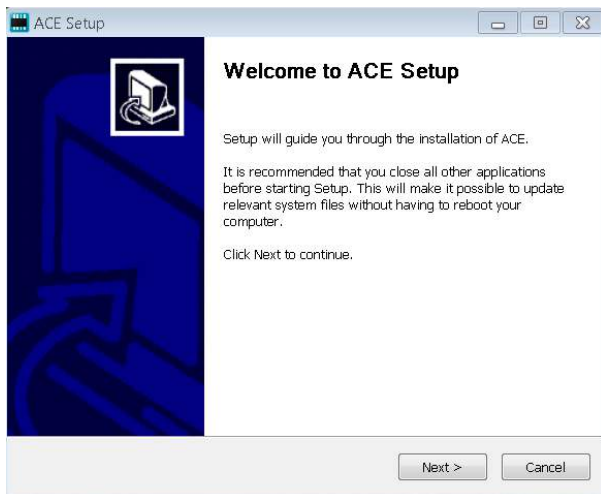 ACE Setup
Welcome to ACE Setup
Setup will guide you through the installation of ACE.
It is recommended that you close all other applications
before starting Setup. This will make it possible to update
relevant system files without having to reboot your
computer.
Click Next to continue.
Next >
Cancel